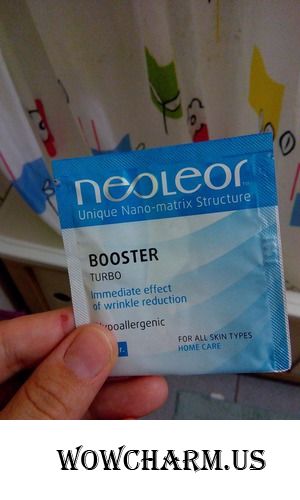 neoleor
Unique Nano-matrix Structure
BOOSTER
TURBO
Immediate effect
of wrinkle reduction
Hypoallergenic
FOR ALL SKIN TYPES
HOME CARE
WOWCHARM.US